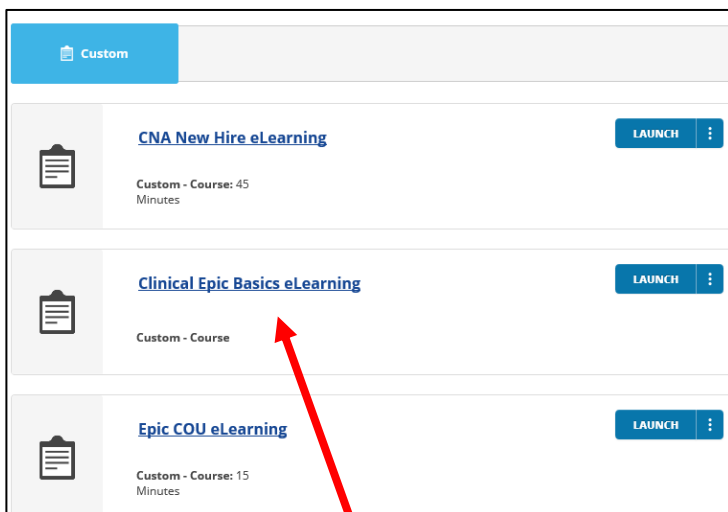 Custom
CNA New Hire eLearning
LAUNCH
Custom - Course: 45
Minutes
Clinical Epic Basics eLearning
LAUNCH
Custom - Course
Epic COU eLearning
LAUNCH
Custom - Course: 15
Minutes